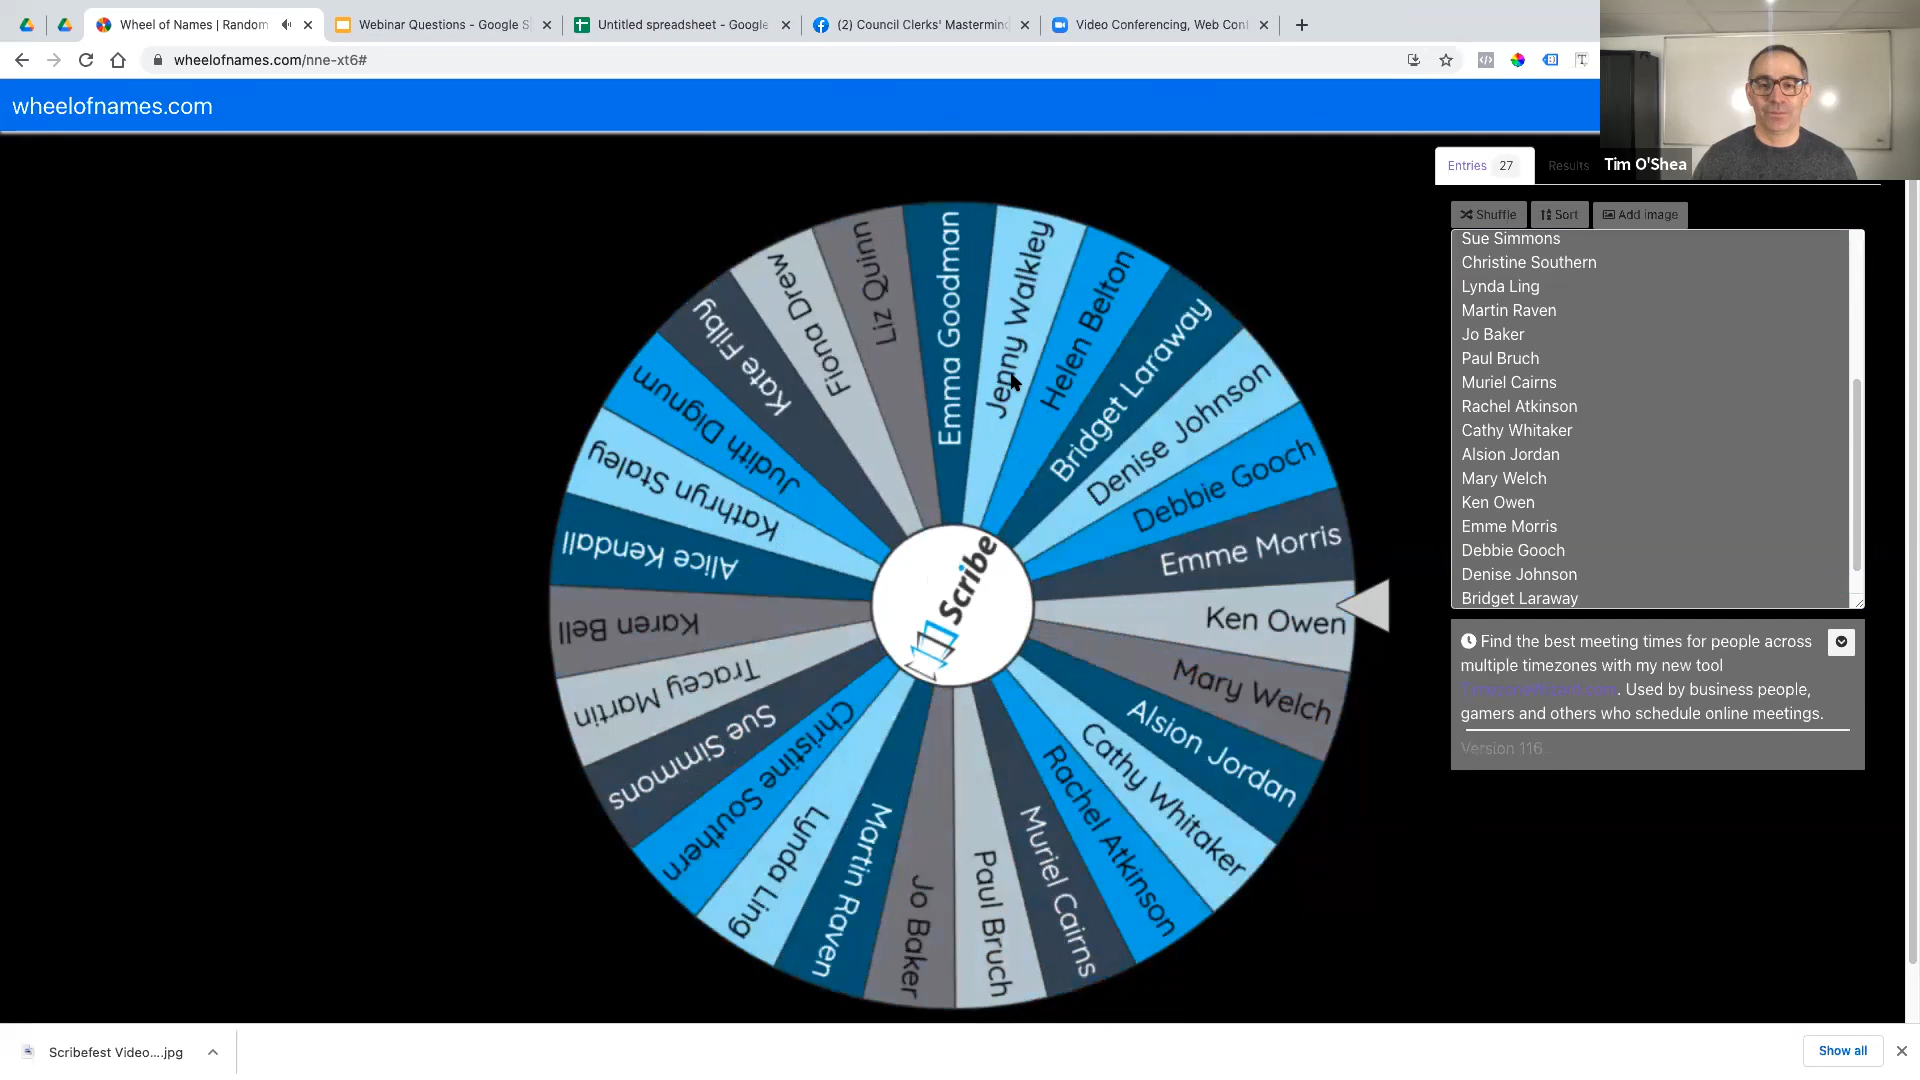 Wheel of Names | Random
Webinar Questions - Google S
Untitled spreadsheet - Google
(2) Council Clerks' Mastermind
Video Conferencing, Web Conf
wheelofnames.com/nne-xt6#
wheelofnames.com
Entries 27
Results
Tim O'Shea
Shuffle
Sort
Add image
Sue Simmons
Christine Southern
Lynda Ling
Martin Raven
Jo Baker
Paul Bruch
Muriel Cairns
Rachel Atkinson
Cathy Whitaker
Alsion Jordan
Mary Welch
Ken Owen
Emme Morris
Debbie Gooch
Denise Johnson
Bridget Laraway
Find the best meeting times for people across
multiple timezones with my new tool
TimezoneWizard.com. Used by business people,
gamers and others who schedule online meetings.
Version 116
Emma Goodman
Jenny Walkley
Helen Belton
Bridget Laraway
Denise Johnson
Debbie Gooch
Emme Morris
Ken Owen
Mary Welch
Alsion Jordan
Cathy Whitaker
Rachel Atkinson
Muriel Cairns
Paul Bruch
Jo Baker
Martin Raven
Lynda Ling
Christine Southern
Sue Simmons
Tracey Martin
Karen Bell
Alice Kendall
Kathryn Staley
Judith Dignum
Kate Filby
Fiona Drew
Liz Quinn
Scribe
Scribefest Video....jpg
Show all